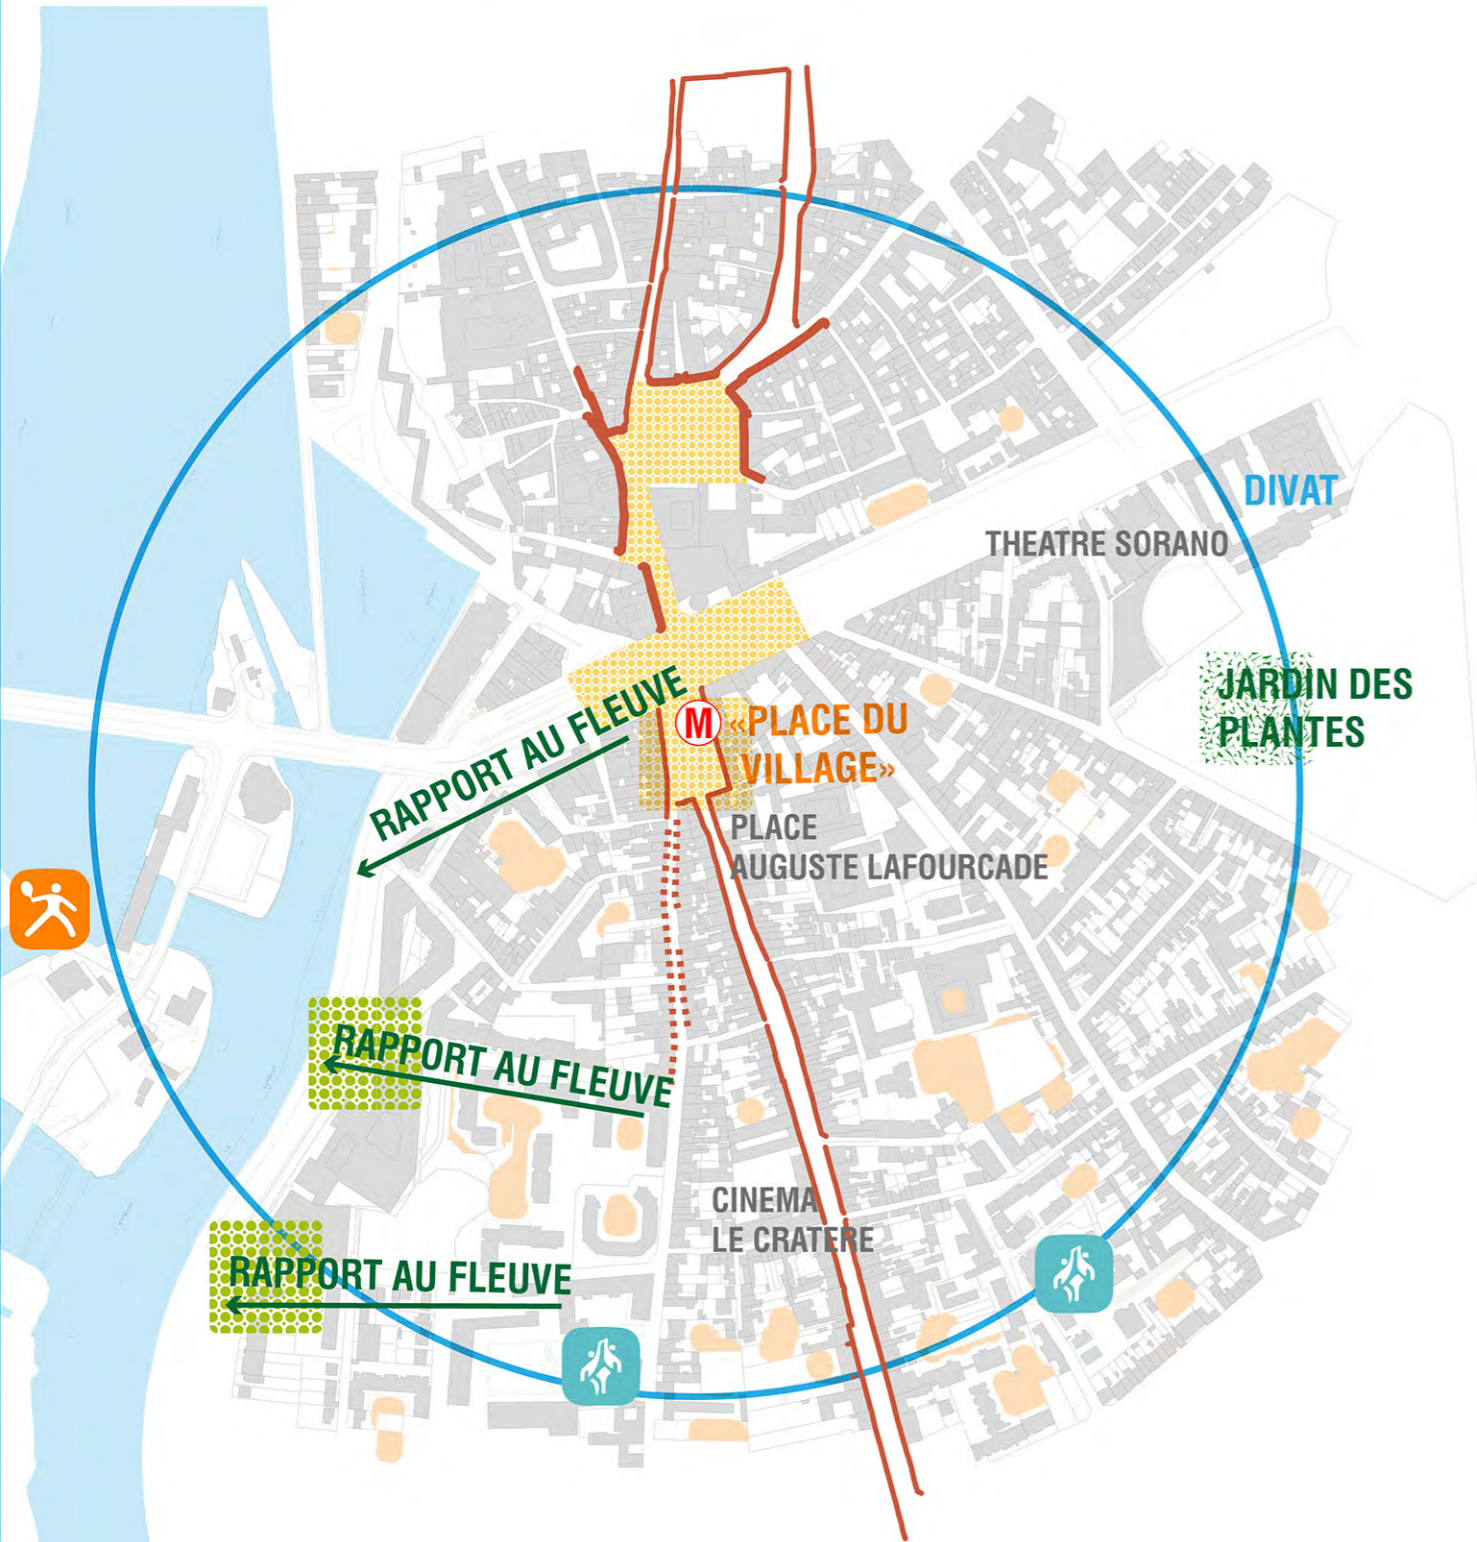 DIVAT
THEATRE SORANO
JARDIN DES
PLANTES
RAPPORT AU FLEUVE
M
«PLACE DU
VILLAGE»
PLACE
AUGUSTE LAFOURCADE
RAPPORT AU FLEUVE
CINEMA
LE CRATERE
RAPPORT AU FLEUVE